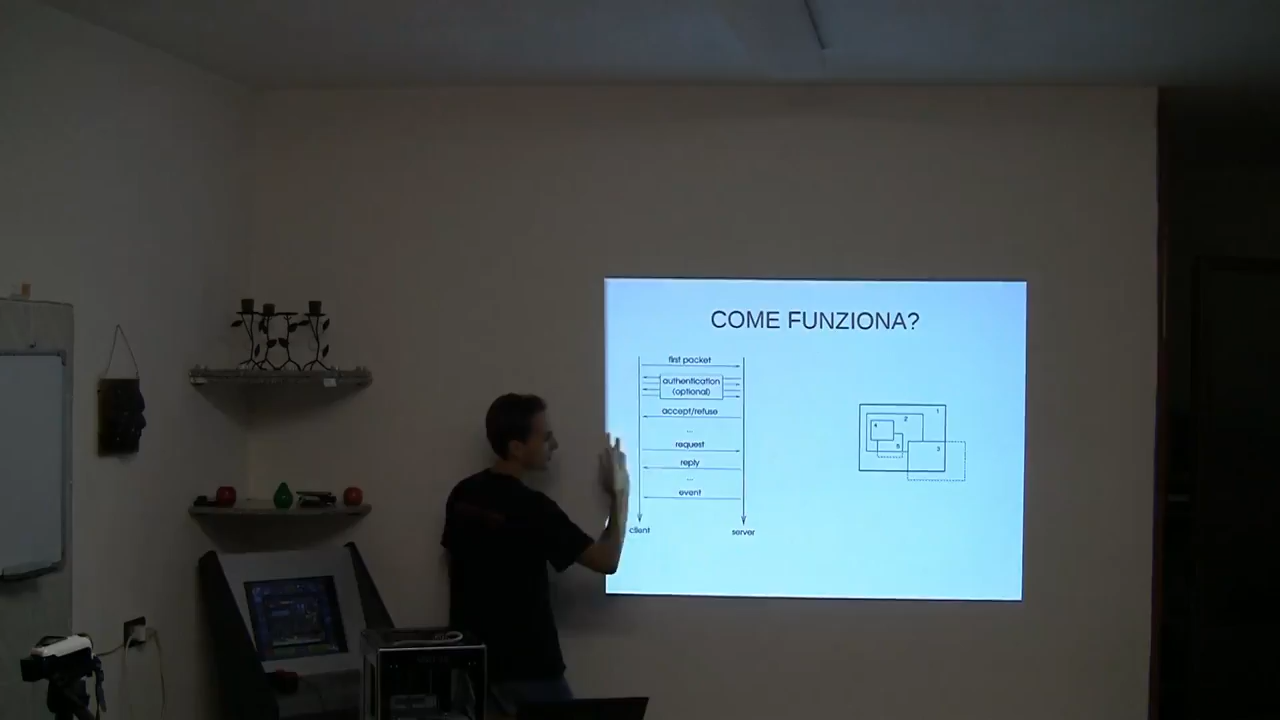 COME FUNZIONA?
first packet
authentication
(optional)
accept/refuse
...
request
reply
...
event
client
server
1
2
3
4
5